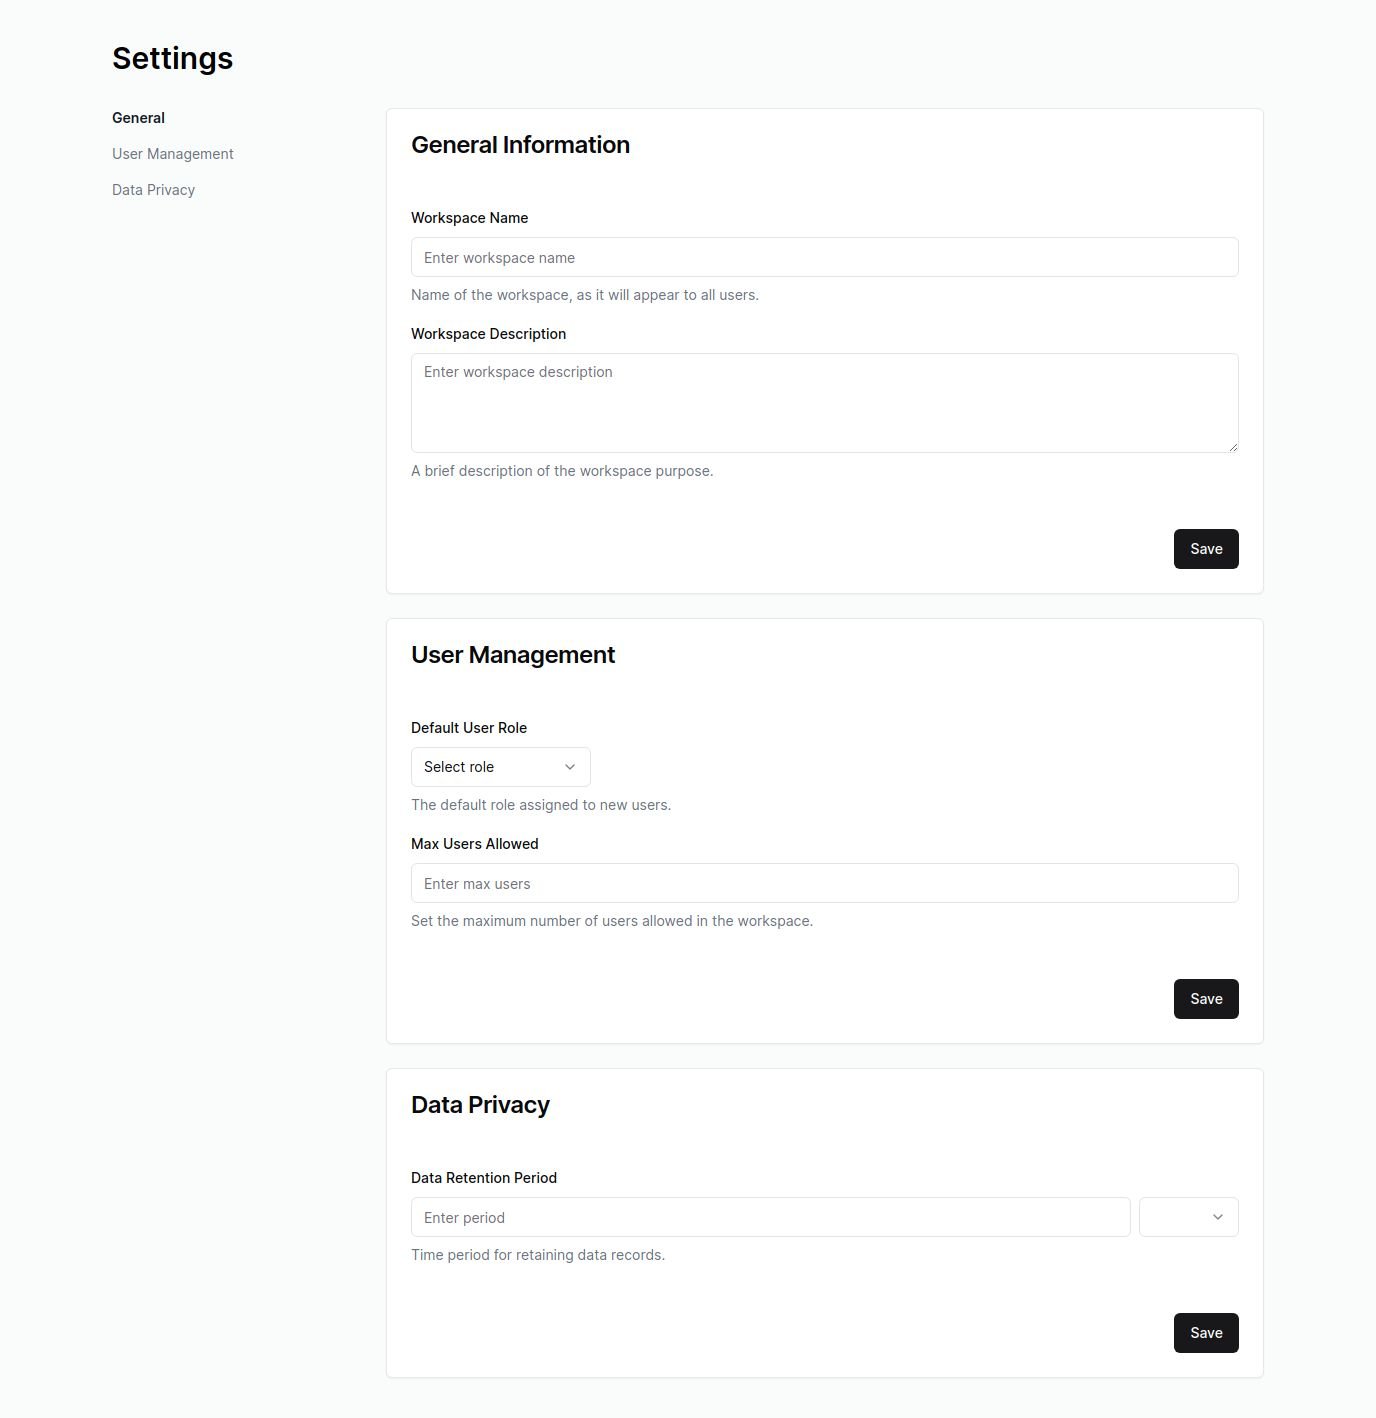 Settings
General
User Management
Data Privacy
General Information
Workspace Name
Enter workspace name
Name of the workspace, as it will appear to all users.
Workspace Description
Enter workspace description
A brief description of the workspace purpose.
Save
User Management
Default User Role
Select role
The default role assigned to new users.
Max Users Allowed
Enter max users
Set the maximum number of users allowed in the workspace.
Save
Data Privacy
Data Retention Period
Enter period
Time period for retaining data records.
Save